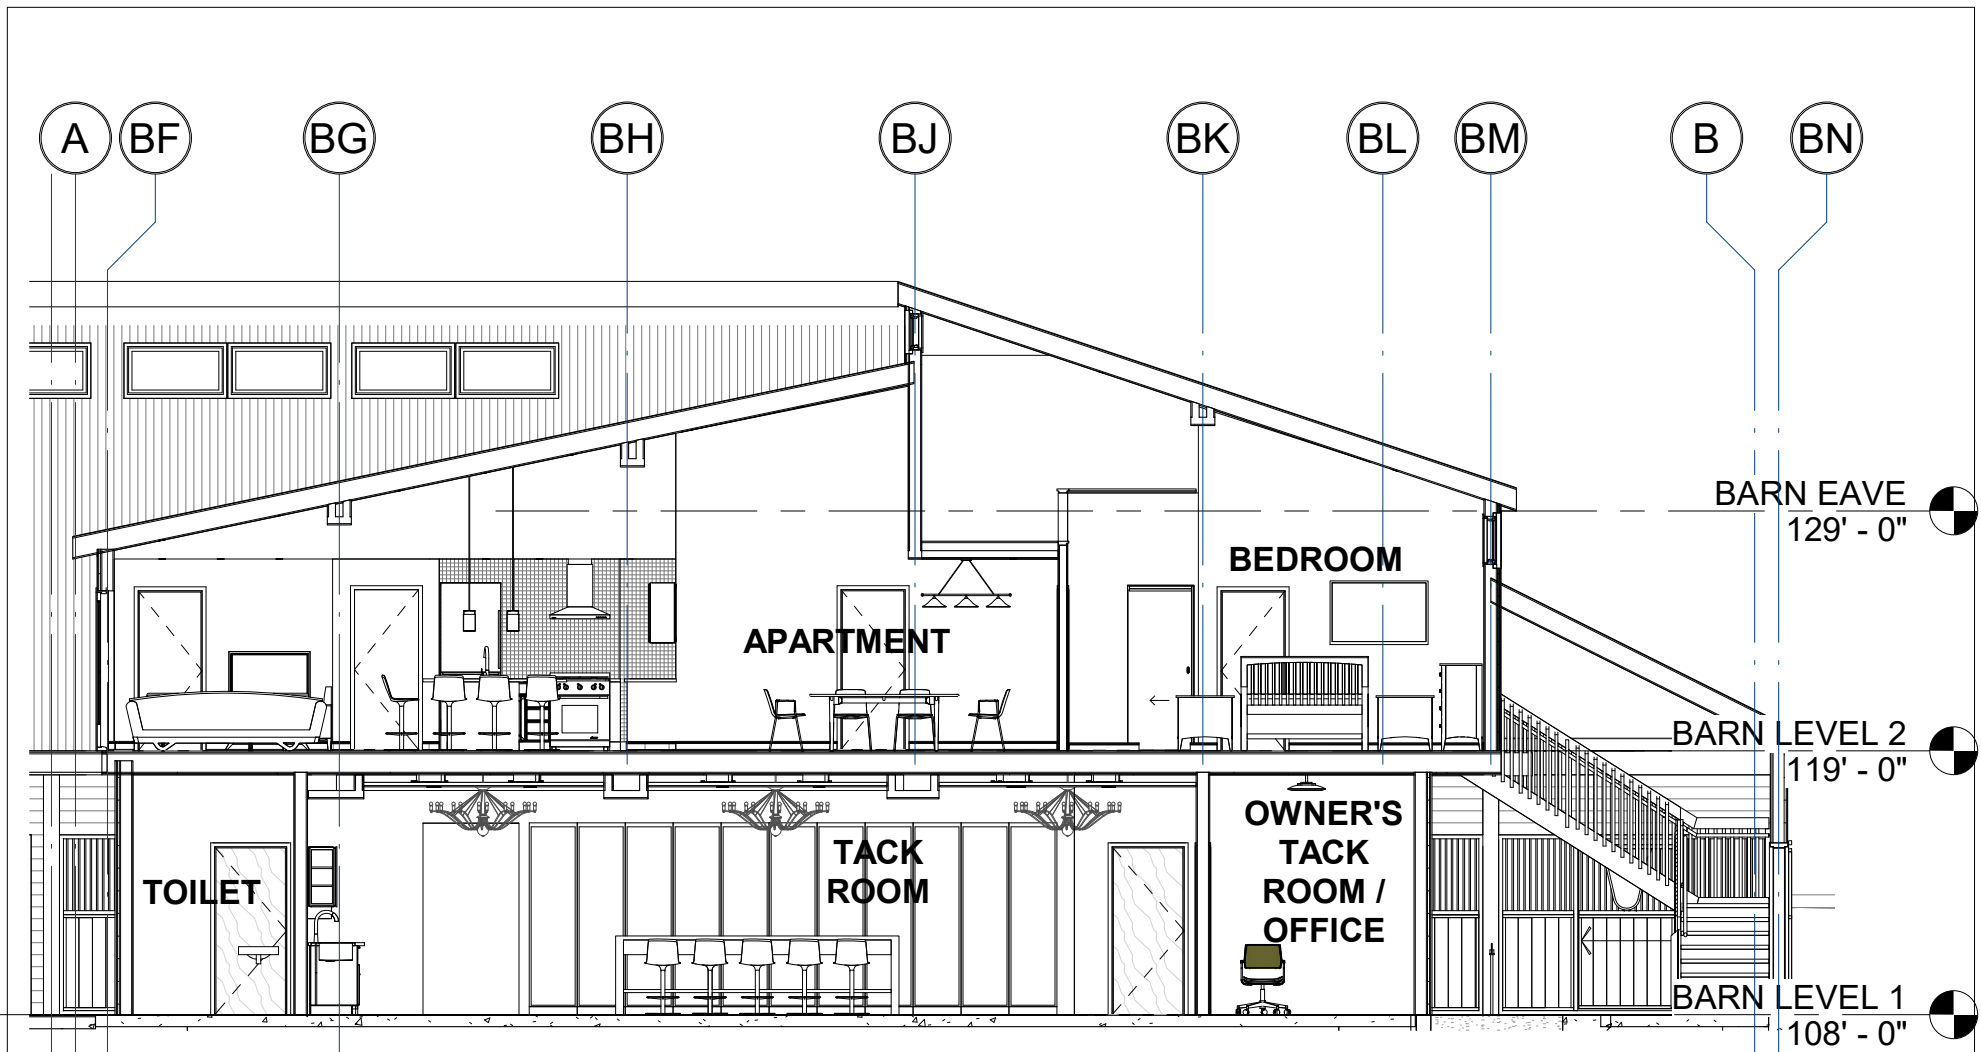 A
BF
BG
BH
BJ
BK
BL
BM
B
BN
BARN EAVE
129' - 0"
BEDROOM
APARTMENT
BARN LEVEL 2
119' - 0"
OWNER'S
TACK
ROOM /
OFFICE
TACK
ROOM
TOILET
BARN LEVEL 1
108' - 0"